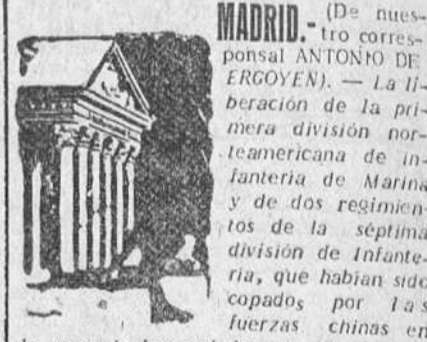 MADRID.- (De nues-
tro corres-
ponsal ANTONIO DE
ERGOYEN). — La li-
beración de la pri-
mera división nor-
teamericana de in-
fantería de Marina
y de dos regimien-
tos de la séptima
división de Infante-
ría, que habían sido
copados por las
fuerzas chinas en